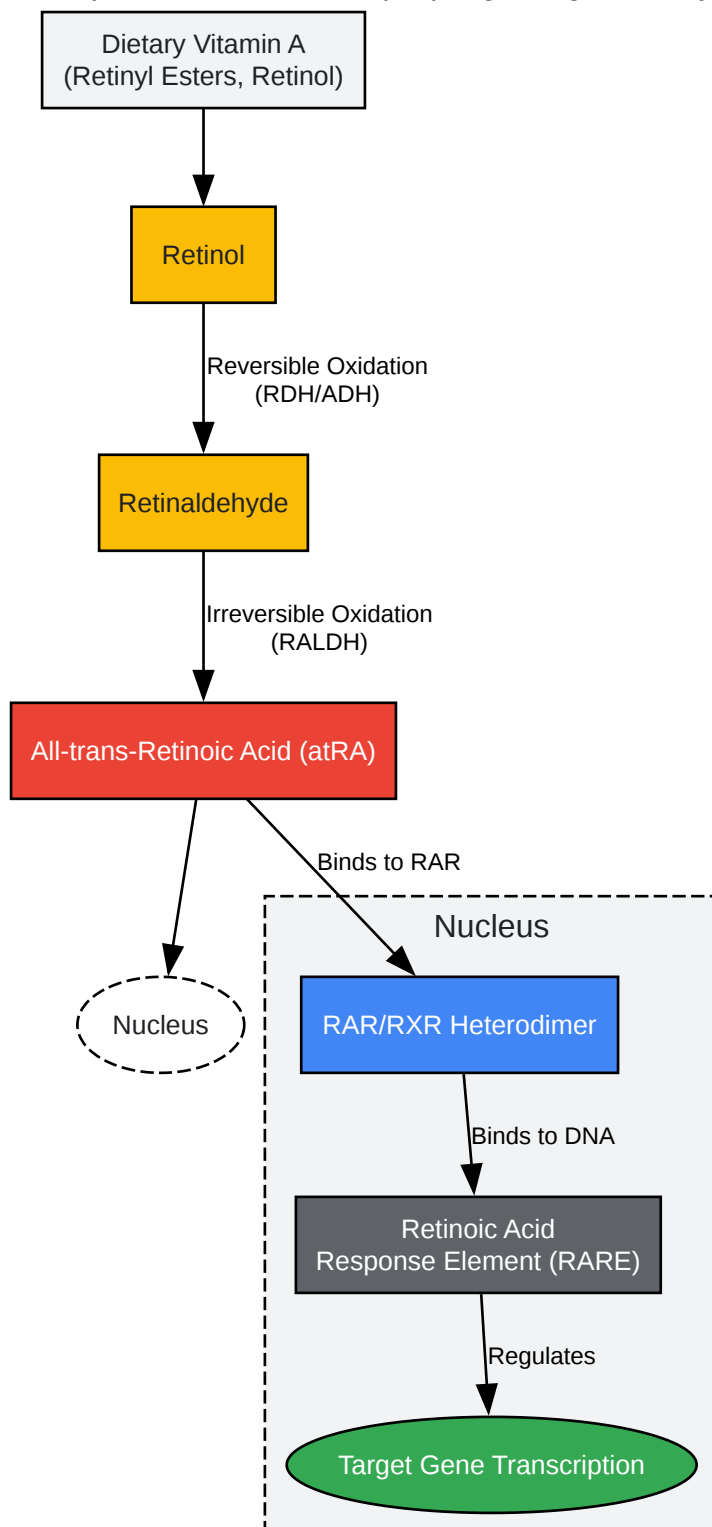 Dietary Vitamin A
(Retinyl Esters, Retinol)
Retinol
Reversible Oxidation
(RDH/ADH)
Retinaldehyde
Irreversible Oxidation
(RALDH)
All-trans-Retinoic Acid (atRA)
Binds to RAR
Nucleus
Nucleus
RAR/RXR Heterodimer
Binds to DNA
Retinoic Acid
Response Element (RARE)
Regulates
Target Gene Transcription